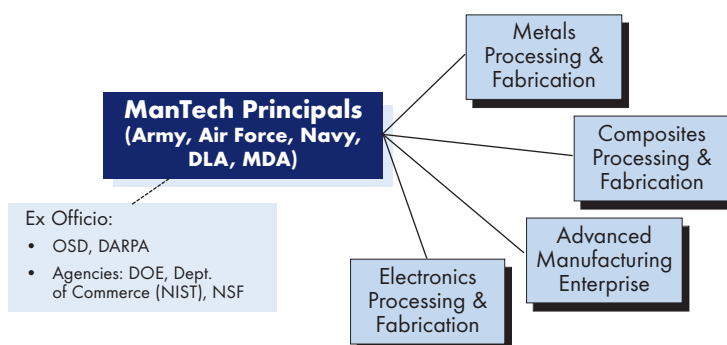 Metals
Processing &
Fabrication
ManTech Principals
(Army, Air Force, Navy,
DLA, MDA)
Composites
Processing &
Fabrication
Ex Officio:
• OSD, DARPA
• Agencies: DOE, Dept.
of Commerce (NIST), NSF
Advanced
Manufacturing
Enterprise
Electronics
Processing &
Fabrication